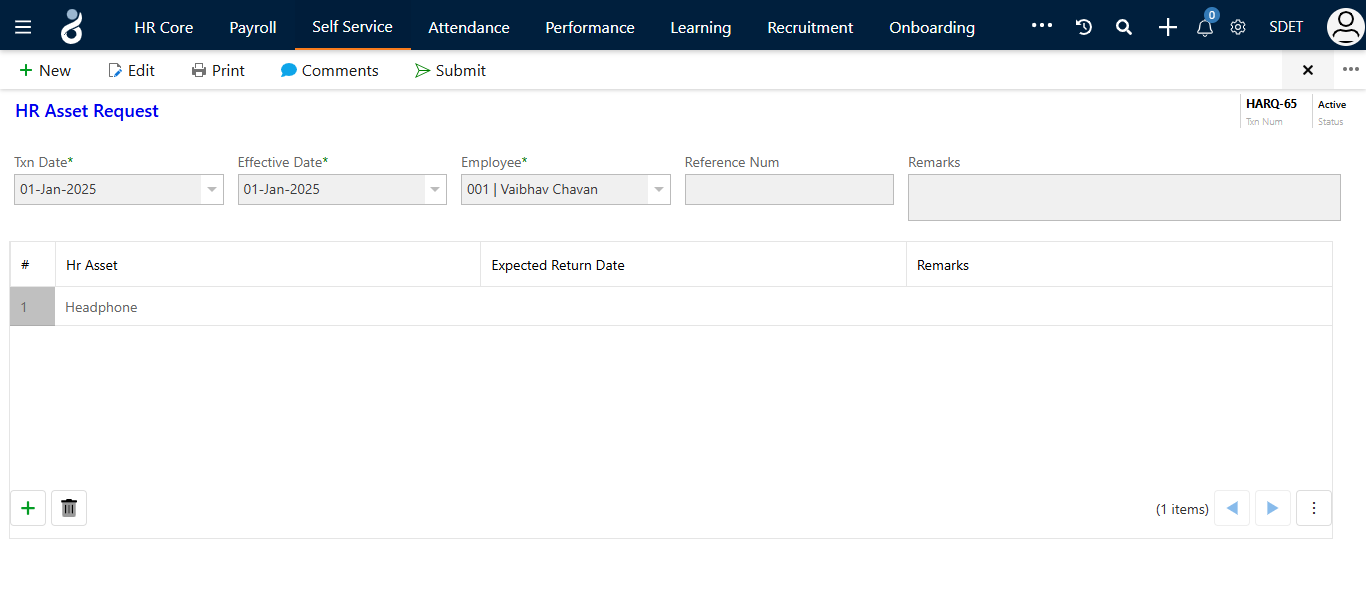 HR Core Payroll Self Service Attendance Performance Learning Recruitment Onboarding ••• 0 SDET
New Edit Print Comments Submit
HR Asset Request
HARQ-65 Active
Txn Num Status
Txn Date* Effective Date* Employee* Reference Num Remarks
01-Jan-2025 01-Jan-2025 001 | Vaibhav Chavan
# Hr Asset Expected Return Date Remarks
1 Headphone
(1 items)